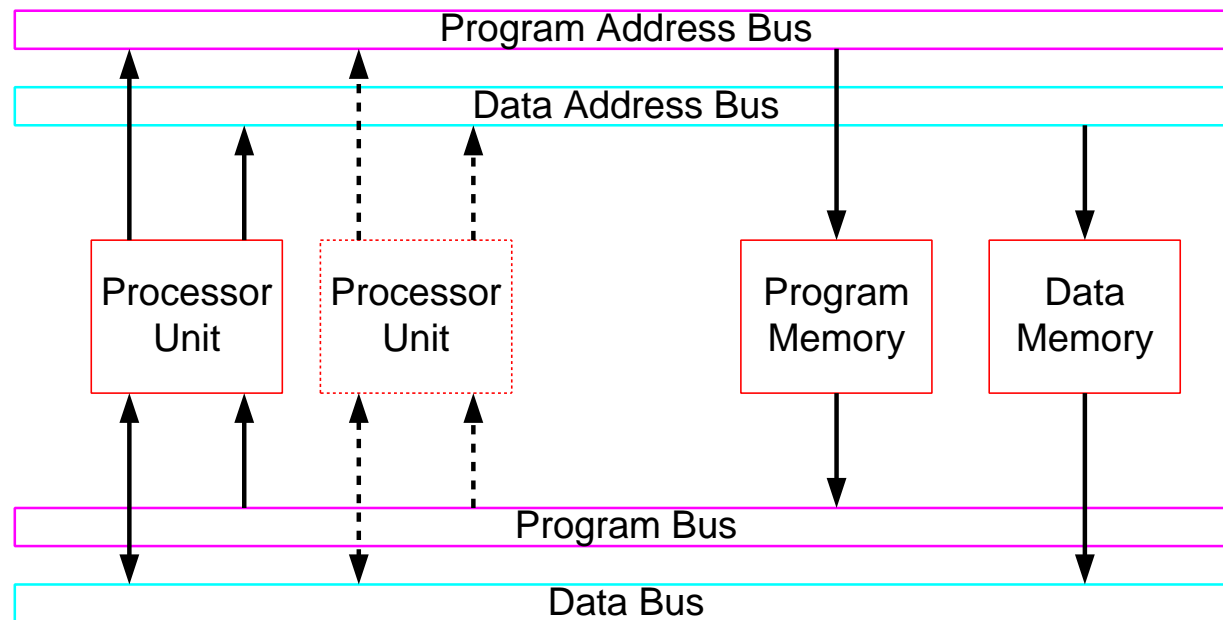 Program Address Bus
Data Address Bus
Processor
Unit
Processor
Unit
Program
Memory
Data
Memory
Program Bus
Data Bus